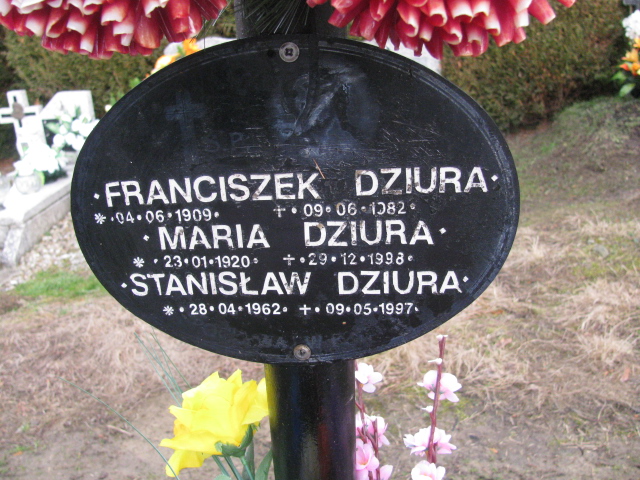 ·FRANCISZEK DZIURA·
*·04·06·1909· +·09·06·1982·
·MARIA DZIURA·
*·23·01·1920· +·29·12·1998·
·STANISŁAW DZIURA·
*·28·04·1962· +·09·05·1997·